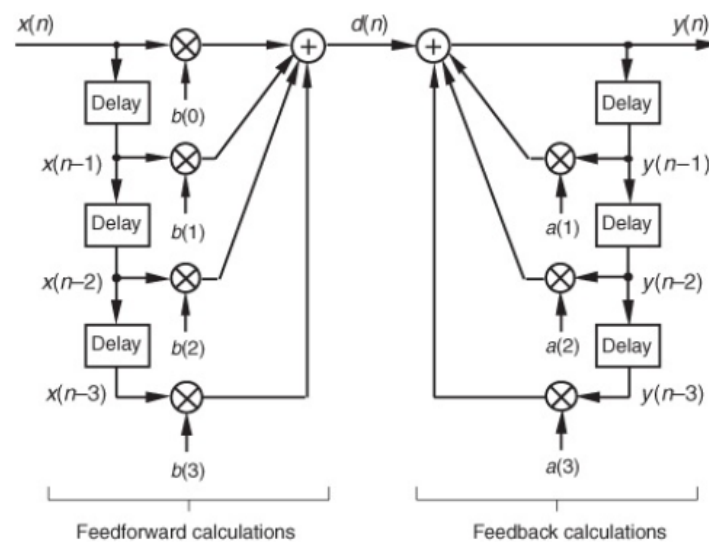 x(n) d(n) y(n)
Delay Delay
b(0)
x(n–1) y(n–1)
b(1) a(1)
Delay Delay
x(n–2) y(n–2)
b(2) a(2)
Delay Delay
x(n–3) y(n–3)
b(3) a(3)
Feedforward calculations Feedback calculations